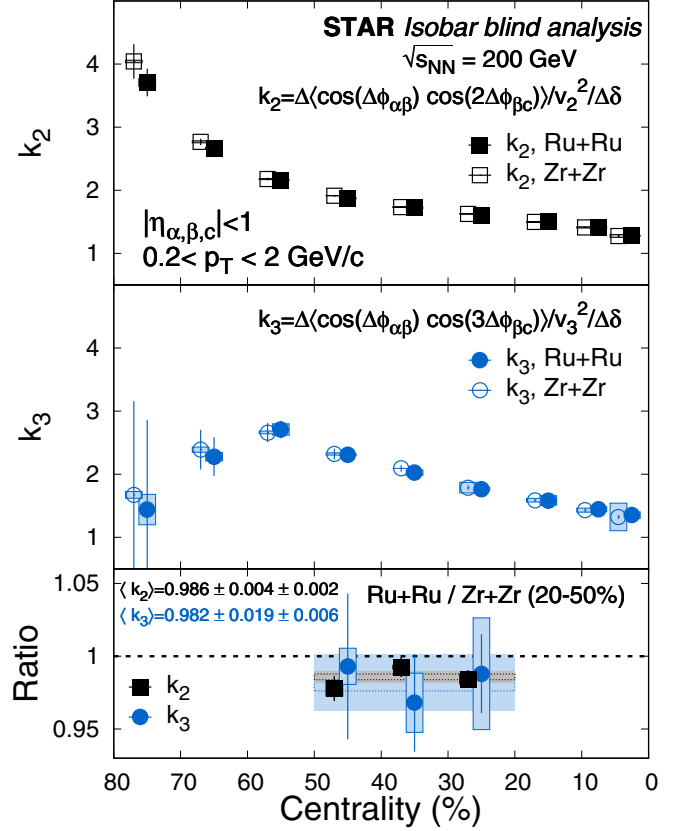 STAR Isobar blind analysis
√sNN = 200 GeV
k2=Δ⟨cos(Δϕαβ) cos(2Δϕβc)⟩/v2²/Δδ
k2, Ru+Ru
k2, Zr+Zr
|ηα,β,c|<1
0.2< pT < 2 GeV/c
k2
4
3
2
1
k3=Δ⟨cos(Δϕαβ) cos(3Δϕβc)⟩/v3²/Δδ
k3, Ru+Ru
k3, Zr+Zr
k3
4
3
2
1
⟨ k2⟩=0.986 ± 0.004 ± 0.002
⟨ k3⟩=0.982 ± 0.019 ± 0.006
Ru+Ru / Zr+Zr (20-50%)
k2
k3
Ratio
1.05
1
0.95
80 70 60 50 40 30 20 10 0
Centrality (%)